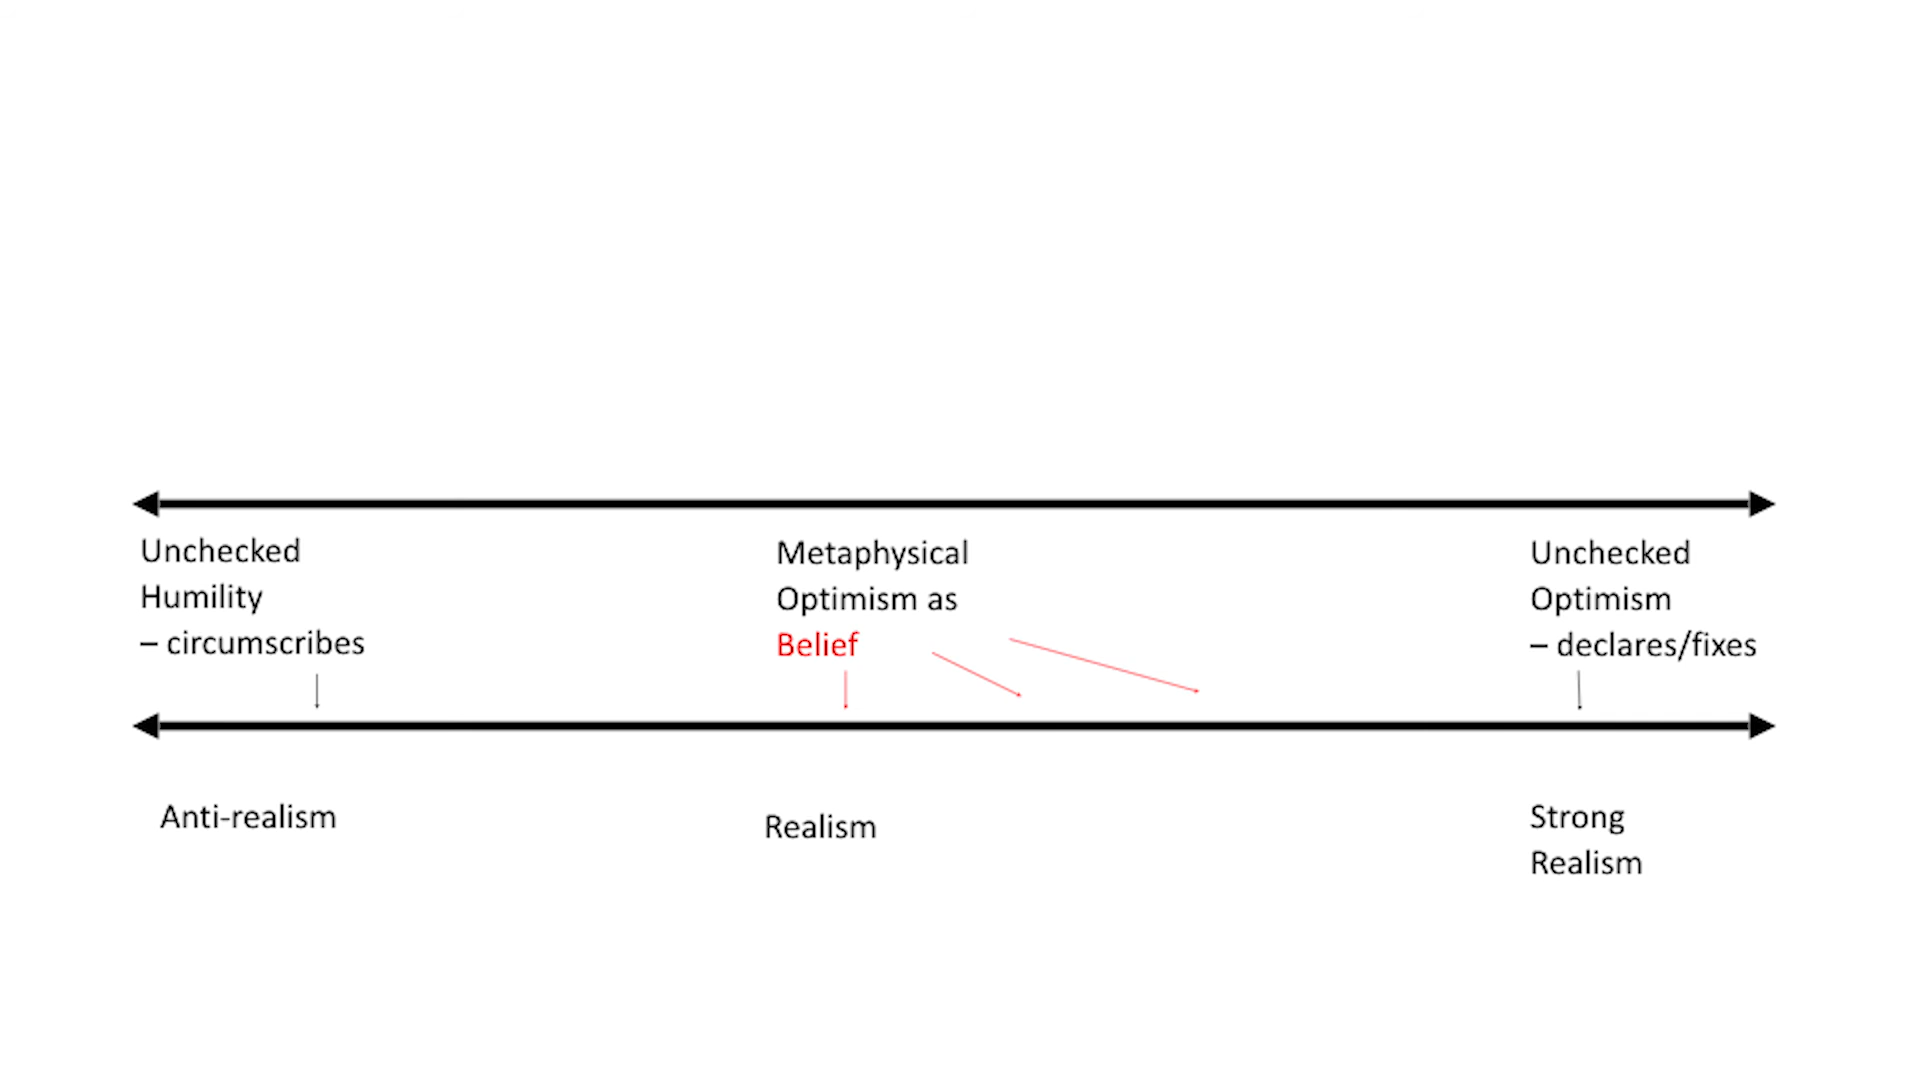 Unchecked
Humility
– circumscribes
Metaphysical
Optimism as
Belief
Unchecked
Optimism
– declares/fixes
Anti-realism
Realism
Strong
Realism